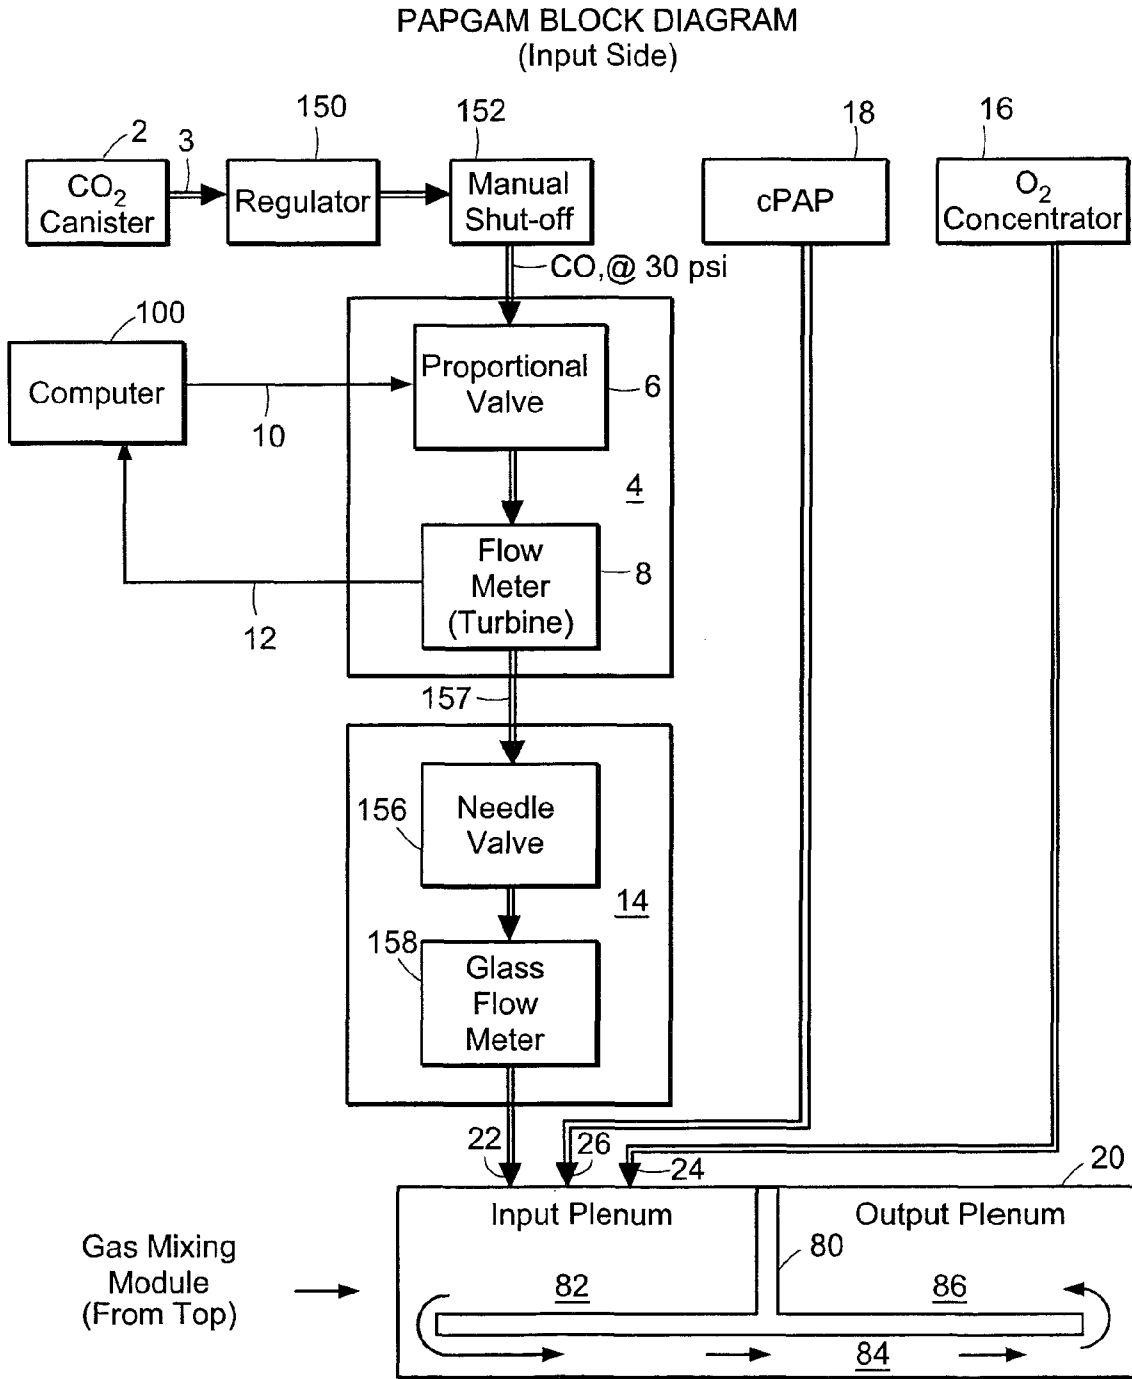 PAPGAM BLOCK DIAGRAM
(Input Side)
2
3
150
152
18
16
CO2
Canister
Regulator
Manual
Shut-off
cPAP
O2
Concentrator
CO,@ 30 psi
100
Computer
10
Proportional
Valve
6
4
Flow
Meter
(Turbine)
8
12
157
156
Needle
Valve
14
158
Glass
Flow
Meter
22
26
24
20
Input Plenum
Output Plenum
80
Gas Mixing
Module
(From Top)
82
86
84